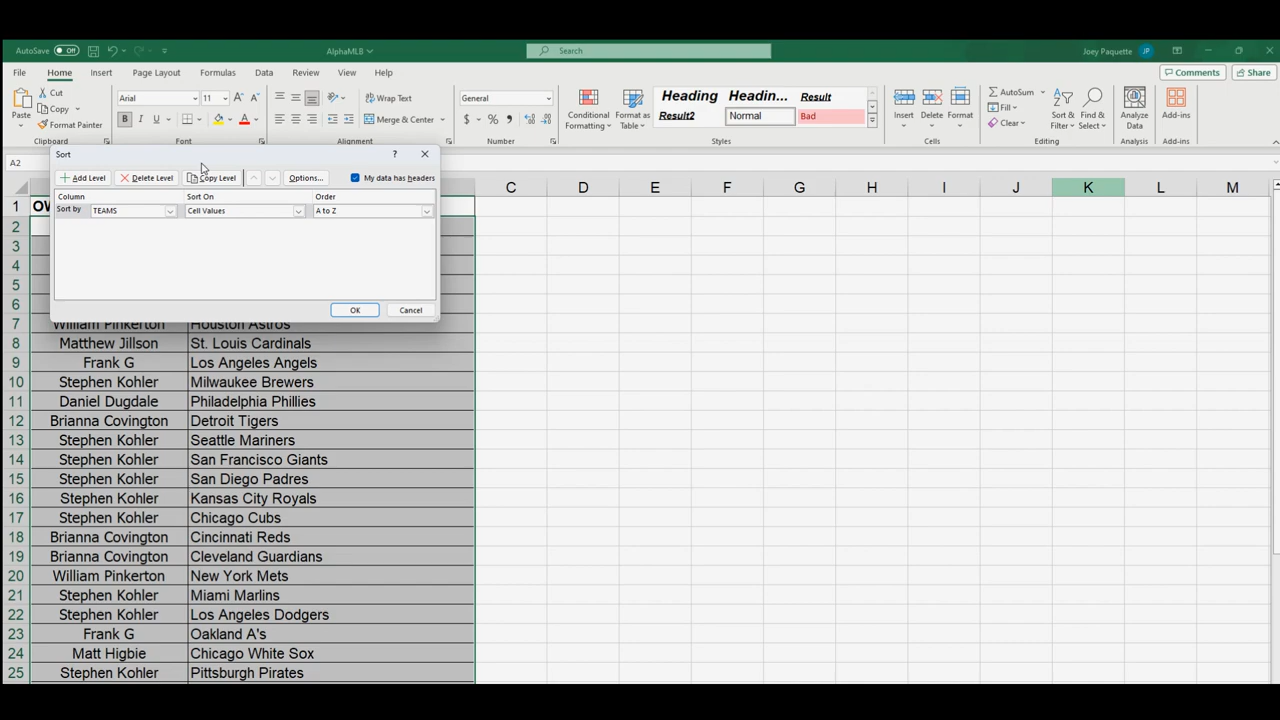 AutoSave Off AlphaMLB Search Joey Paquette JP
File Home Insert Page Layout Formulas Data Review View Help Comments Share
Paste Cut Copy Format Painter Clipboard
Arial 11 B I U A Font
Wrap Text Merge & Center Alignment
General $ % Number
Conditional Formatting Format as Table
Heading Headin... Result
Result2 Normal Bad
Styles
Insert Delete Format Cells
AutoSum Fill Clear Sort & Filter Find & Select Editing
Analyze Data Add-ins Add-ins
A2
Sort ?
Add Level Delete Level Copy Level Options... My data has headers
Column Sort On Order
Sort by TEAMS Cell Values A to Z
OK Cancel
C D E F G H I J K L M
1 OW
2
3
4
5
6
7 William Pinkerton Houston Astros
8 Matthew Jillson St. Louis Cardinals
9 Frank G Los Angeles Angels
10 Stephen Kohler Milwaukee Brewers
11 Daniel Dugdale Philadelphia Phillies
12 Brianna Covington Detroit Tigers
13 Stephen Kohler Seattle Mariners
14 Stephen Kohler San Francisco Giants
15 Stephen Kohler San Diego Padres
16 Stephen Kohler Kansas City Royals
17 Stephen Kohler Chicago Cubs
18 Brianna Covington Cincinnati Reds
19 Brianna Covington Cleveland Guardians
20 William Pinkerton New York Mets
21 Stephen Kohler Miami Marlins
22 Stephen Kohler Los Angeles Dodgers
23 Frank G Oakland A's
24 Matt Higbie Chicago White Sox
25 Stephen Kohler Pittsburgh Pirates